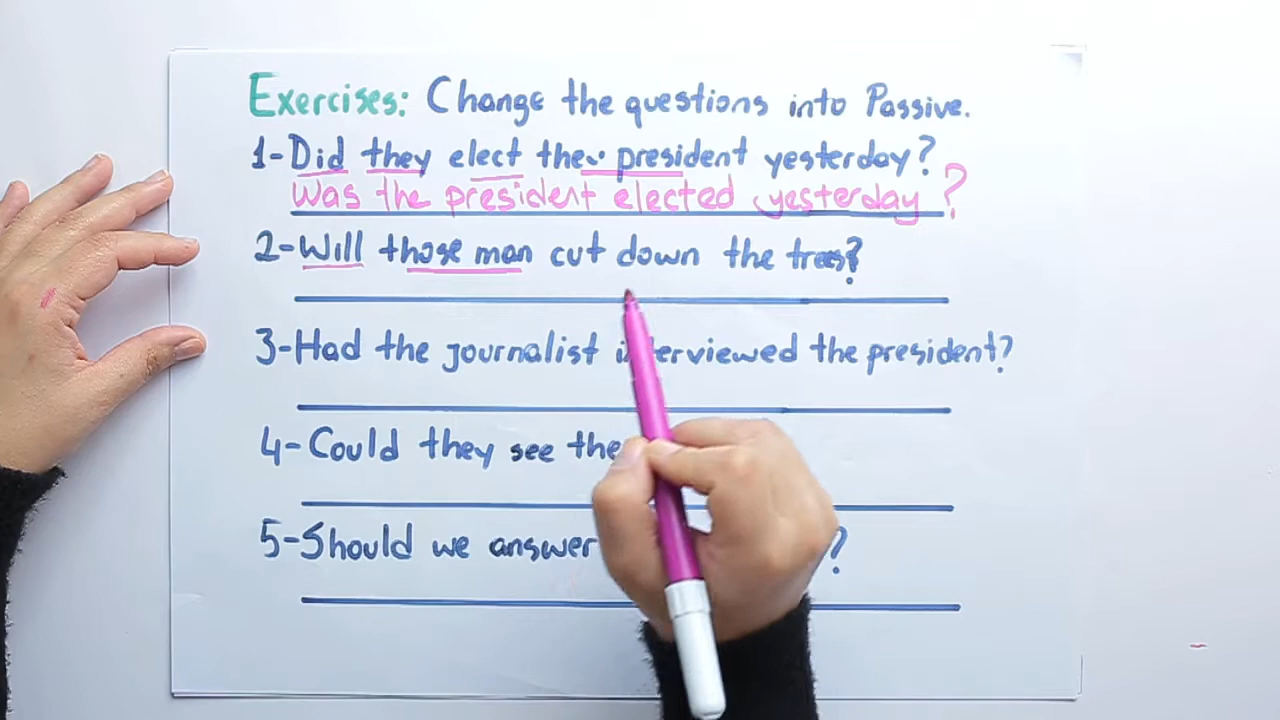 Exercises: Change the questions into Passive.
1-Did they elect the president yesterday?
Was the president elected yesterday?
2-Will those man cut down the trees?
3-Had the journalist interviewed the president?
4-Could they see the
5-Should we answer ?